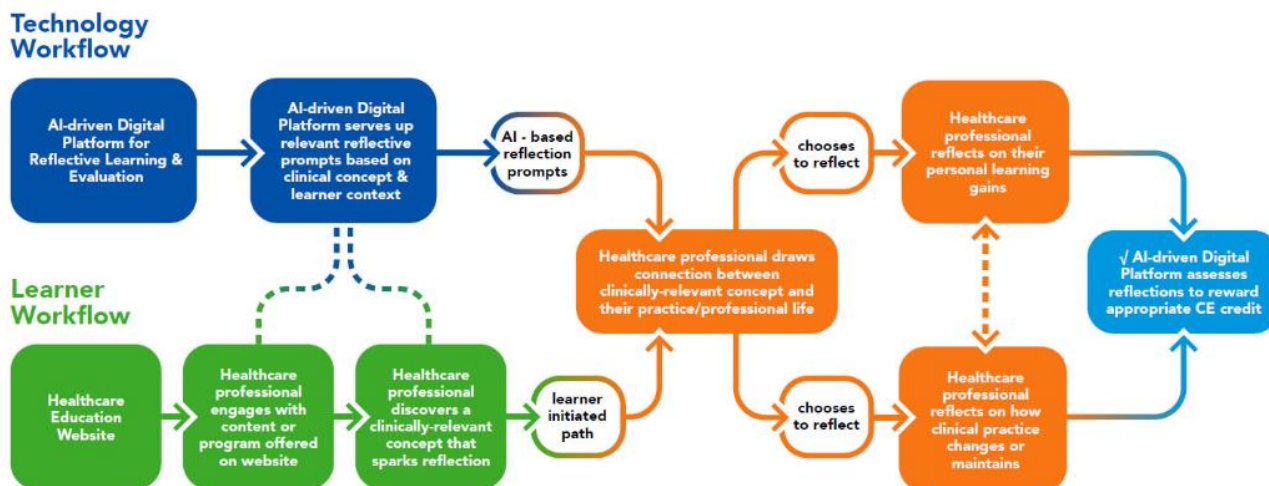 Technology
Workflow
AI-driven Digital
Platform for
Reflective Learning &
Evaluation
AI-driven Digital
Platform serves up
relevant reflective
prompts based on
clinical concept &
learner context
AI - based
reflection
prompts
chooses
to reflect
Healthcare
professional
reflects on their
personal learning
gains
Healthcare professional draws
connection between
clinically-relevant concept and
their practice/professional life
√ AI-driven Digital
Platform assesses
reflections to reward
appropriate CE credit
Learner
Workflow
Healthcare
Education
Website
Healthcare
professional
engages with
content or
program offered
on website
Healthcare
professional
discovers a
clinically-relevant
concept that
sparks reflection
learner
initiated
path
chooses
to reflect
Healthcare
professional
reflects on how
clinical practice
changes or
maintains